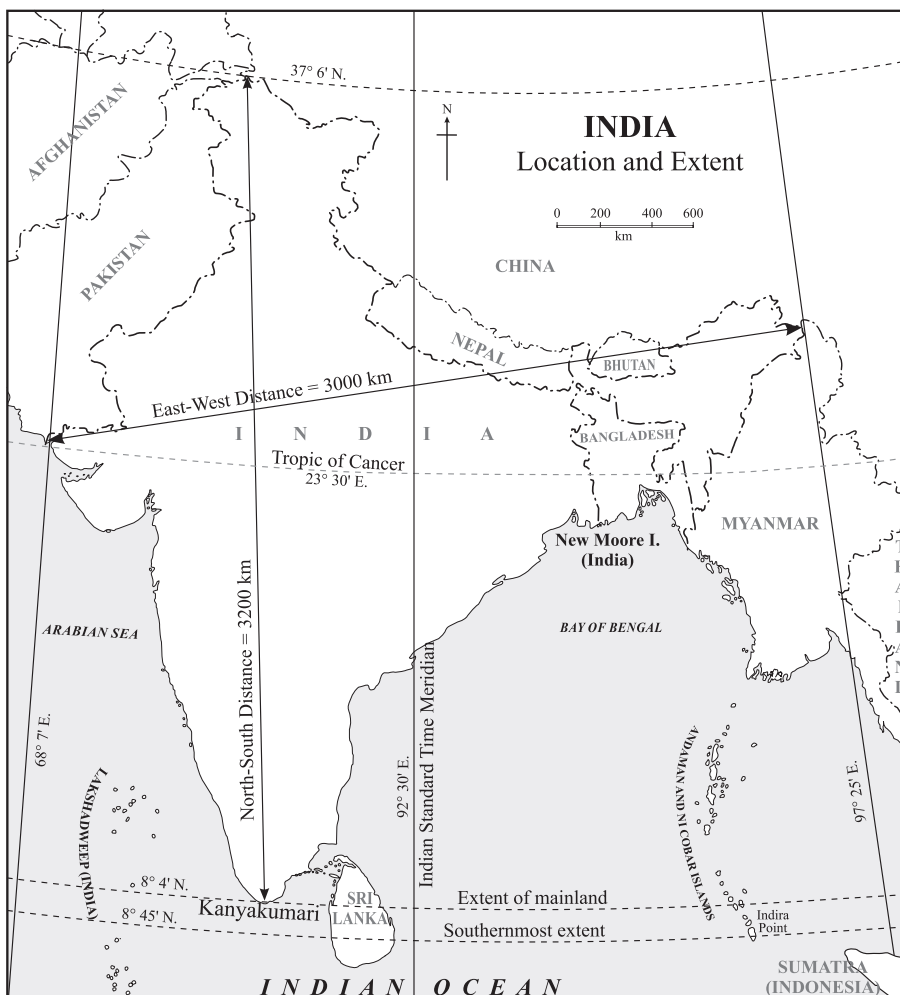 37° 6' N.
N
INDIA
Location and Extent
0 200 400 600
km
AFGHANISTAN
PAKISTAN
CHINA
NEPAL
BHUTAN
East-West Distance = 3000 km
I N D I A
BANGLADESH
Tropic of Cancer
23° 30' E.
MYANMAR
New Moore I.
(India)
T
H
A
I
L
A
N
D
ARABIAN SEA
BAY OF BENGAL
North-South Distance = 3200 km
Indian Standard Time Meridian
92° 30' E.
68° 7' E.
97° 25' E.
LAKSHADWEEP (INDIA)
ANDAMAN AND NICOBAR ISLANDS
8° 4' N.
Extent of mainland
Kanyakumari
SRI
LANKA
8° 45' N.
Indira
Point
Southernmost extent
SUMATRA
(INDONESIA)
INDIAN OCEAN